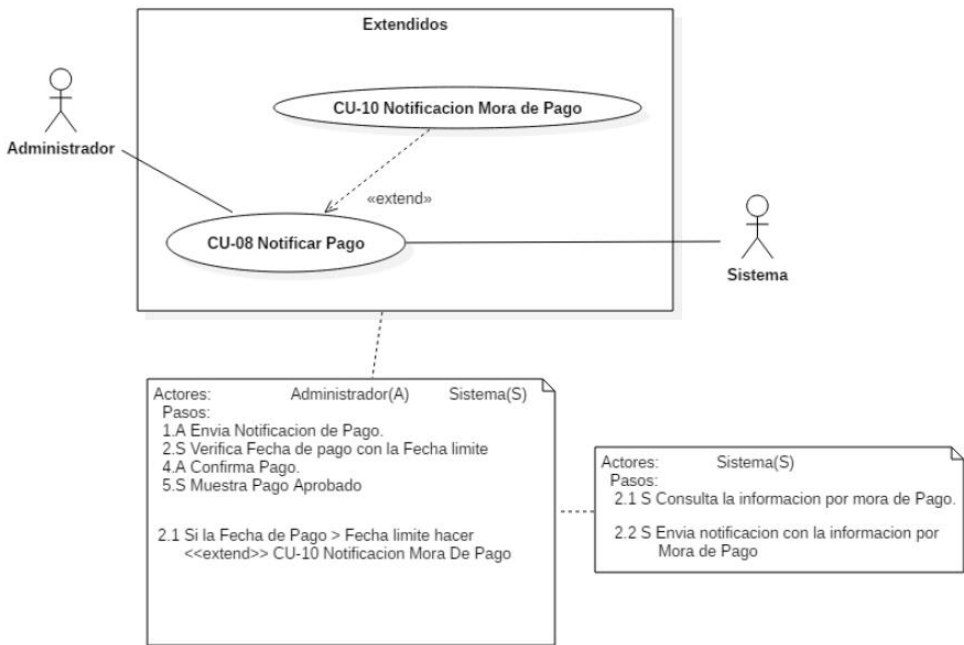 Extendidos
CU-10 Notificacion Mora de Pago
Administrador
«extend»
CU-08 Notificar Pago
Sistema
Actores: Administrador(A) Sistema(S)
Pasos:
1.A Envia Notificacion de Pago.
2.S Verifica Fecha de pago con la Fecha limite
4.A Confirma Pago.
5.S Muestra Pago Aprobado
2.1 Si la Fecha de Pago > Fecha limite hacer
<<extend>> CU-10 Notificacion Mora De Pago
Actores: Sistema(S)
Pasos:
2.1 S Consulta la informacion por mora de Pago.
2.2 S Envia notificacion con la informacion por
Mora de Pago